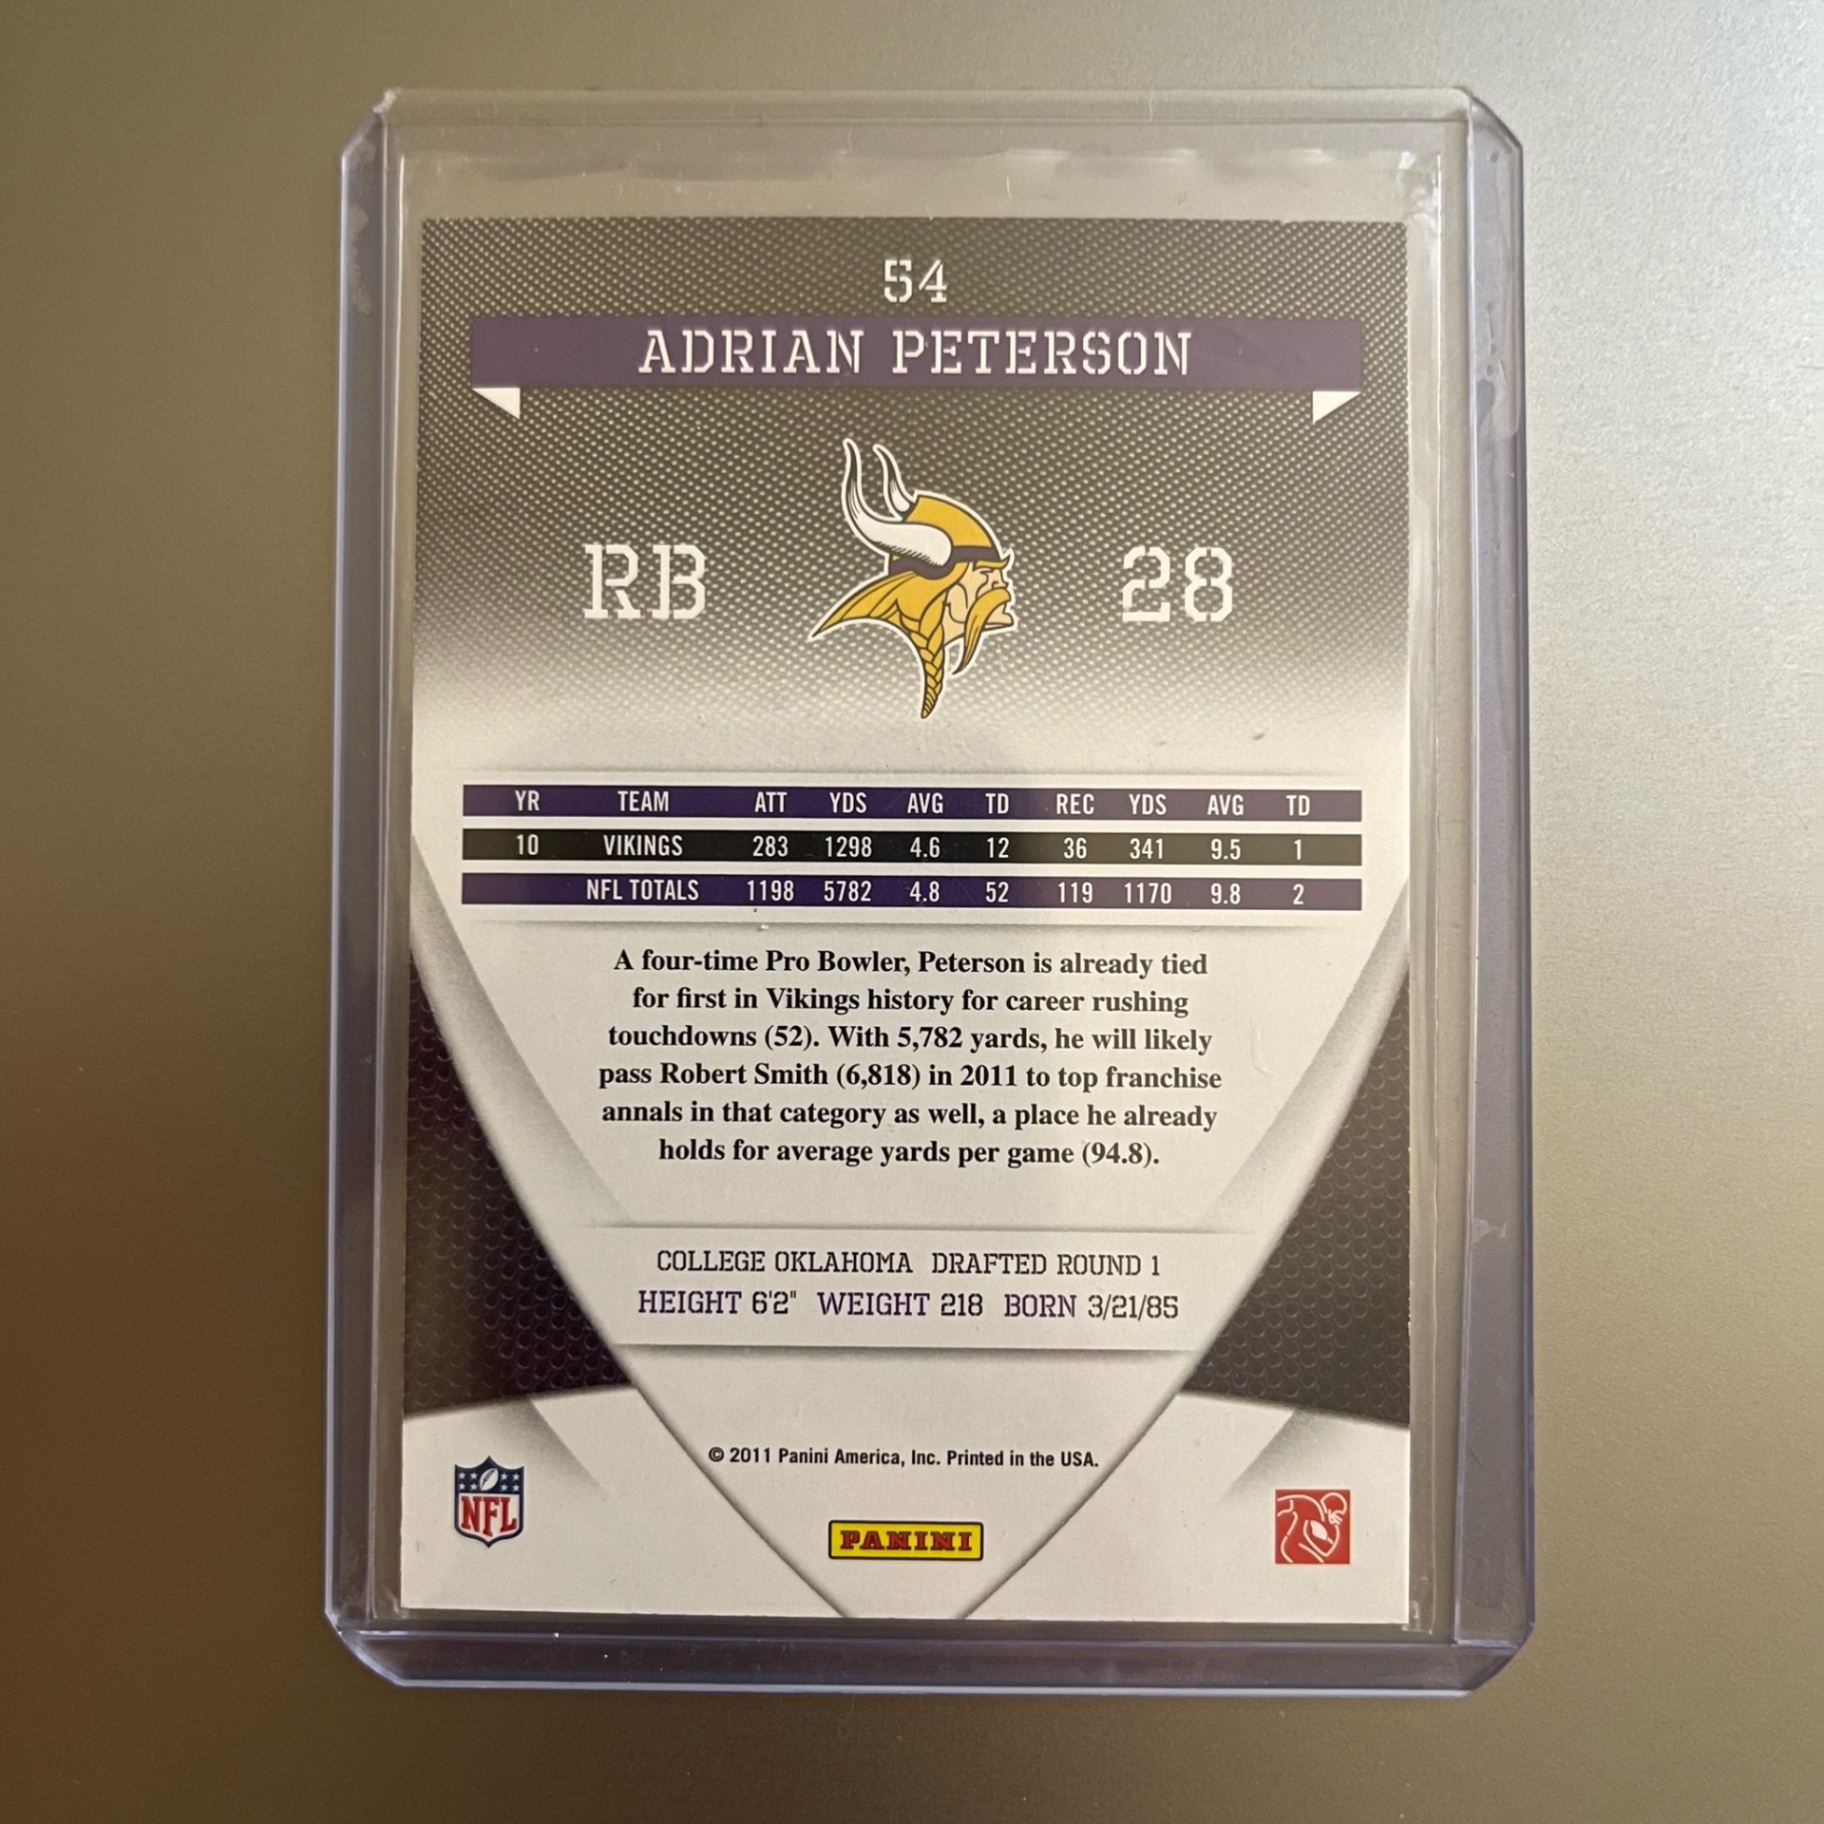 54
ADRIAN PETERSON
RB 28
YR TEAM ATT YDS AVG TD REC YDS AVG TD
10 VIKINGS 283 1298 4.6 12 36 341 9.5 1
NFL TOTALS 1198 5782 4.8 52 119 1170 9.8 2
A four-time Pro Bowler, Peterson is already tied
for first in Vikings history for career rushing
touchdowns (52). With 5,782 yards, he will likely
pass Robert Smith (6,818) in 2011 to top franchise
annals in that category as well, a place he already
holds for average yards per game (94.8).
COLLEGE OKLAHOMA DRAFTED ROUND 1
HEIGHT 6'2" WEIGHT 218 BORN 3/21/85
© 2011 Panini America, Inc. Printed in the USA.
NFL
PANINI